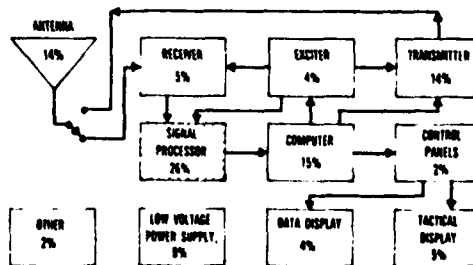 ANTENNA
14%
RECEIVER
5%
EXCITER
4%
TRANSMITTER
14%
SIGNAL
PROCESSOR
26%
COMPUTER
15%
CONTROL
PANELS
2%
OTHER
2%
LOW VOLTAGE
POWER SUPPLY,
9%
DATA DISPLAY
4%
TACTICAL
DISPLAY
5%